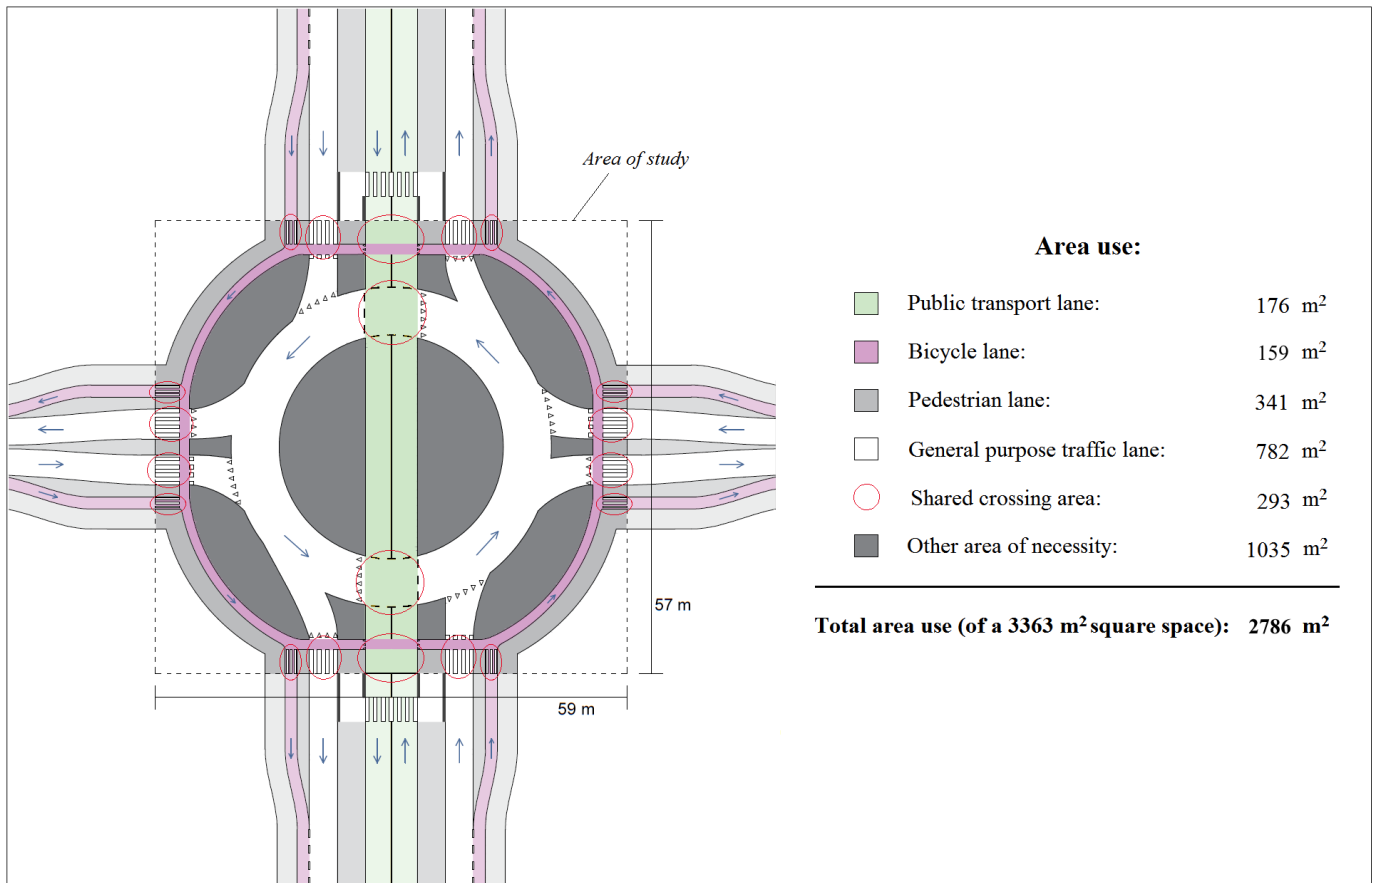 Area of study
57 m
59 m
Area use:
Public transport lane: 176 m²
Bicycle lane: 159 m²
Pedestrian lane: 341 m²
General purpose traffic lane: 782 m²
Shared crossing area: 293 m²
Other area of necessity: 1035 m²
Total area use (of a 3363 m² square space): 2786 m²